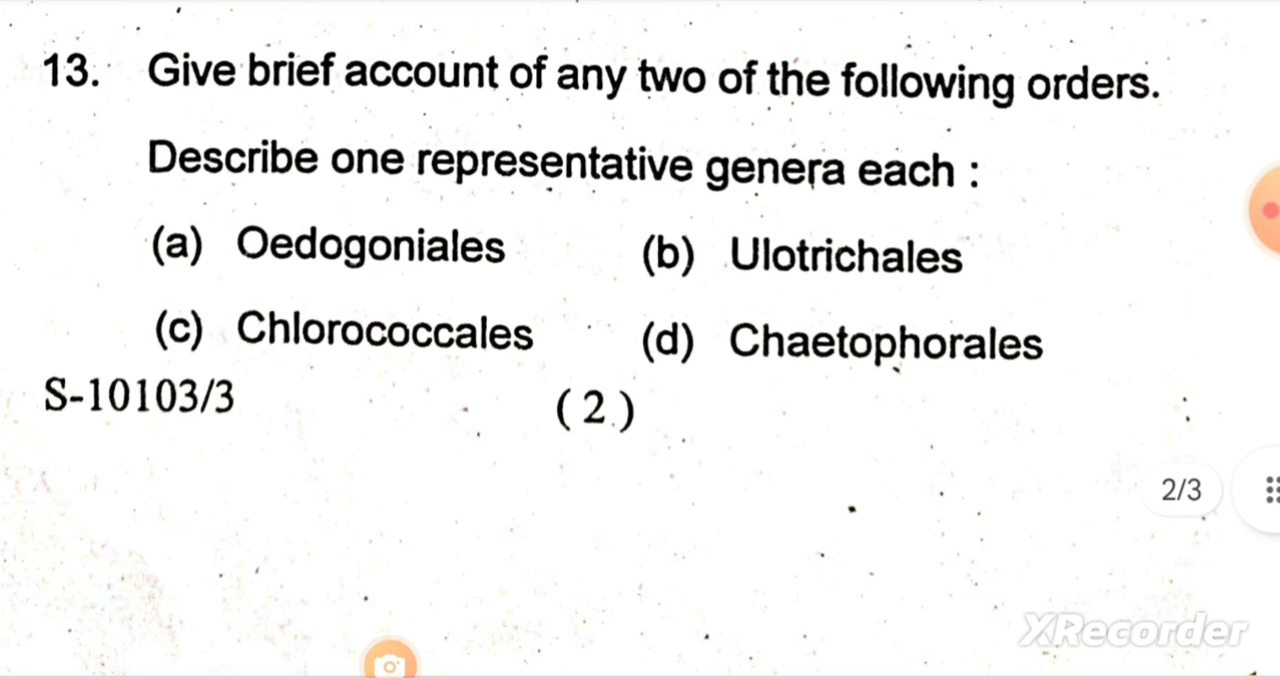 13. Give brief account of any two of the following orders.
Describe one representative genera each :
(a) Oedogoniales (b) Ulotrichales
(c) Chlorococcales (d) Chaetophorales
S-10103/3 (2)
2/3
XRecorder